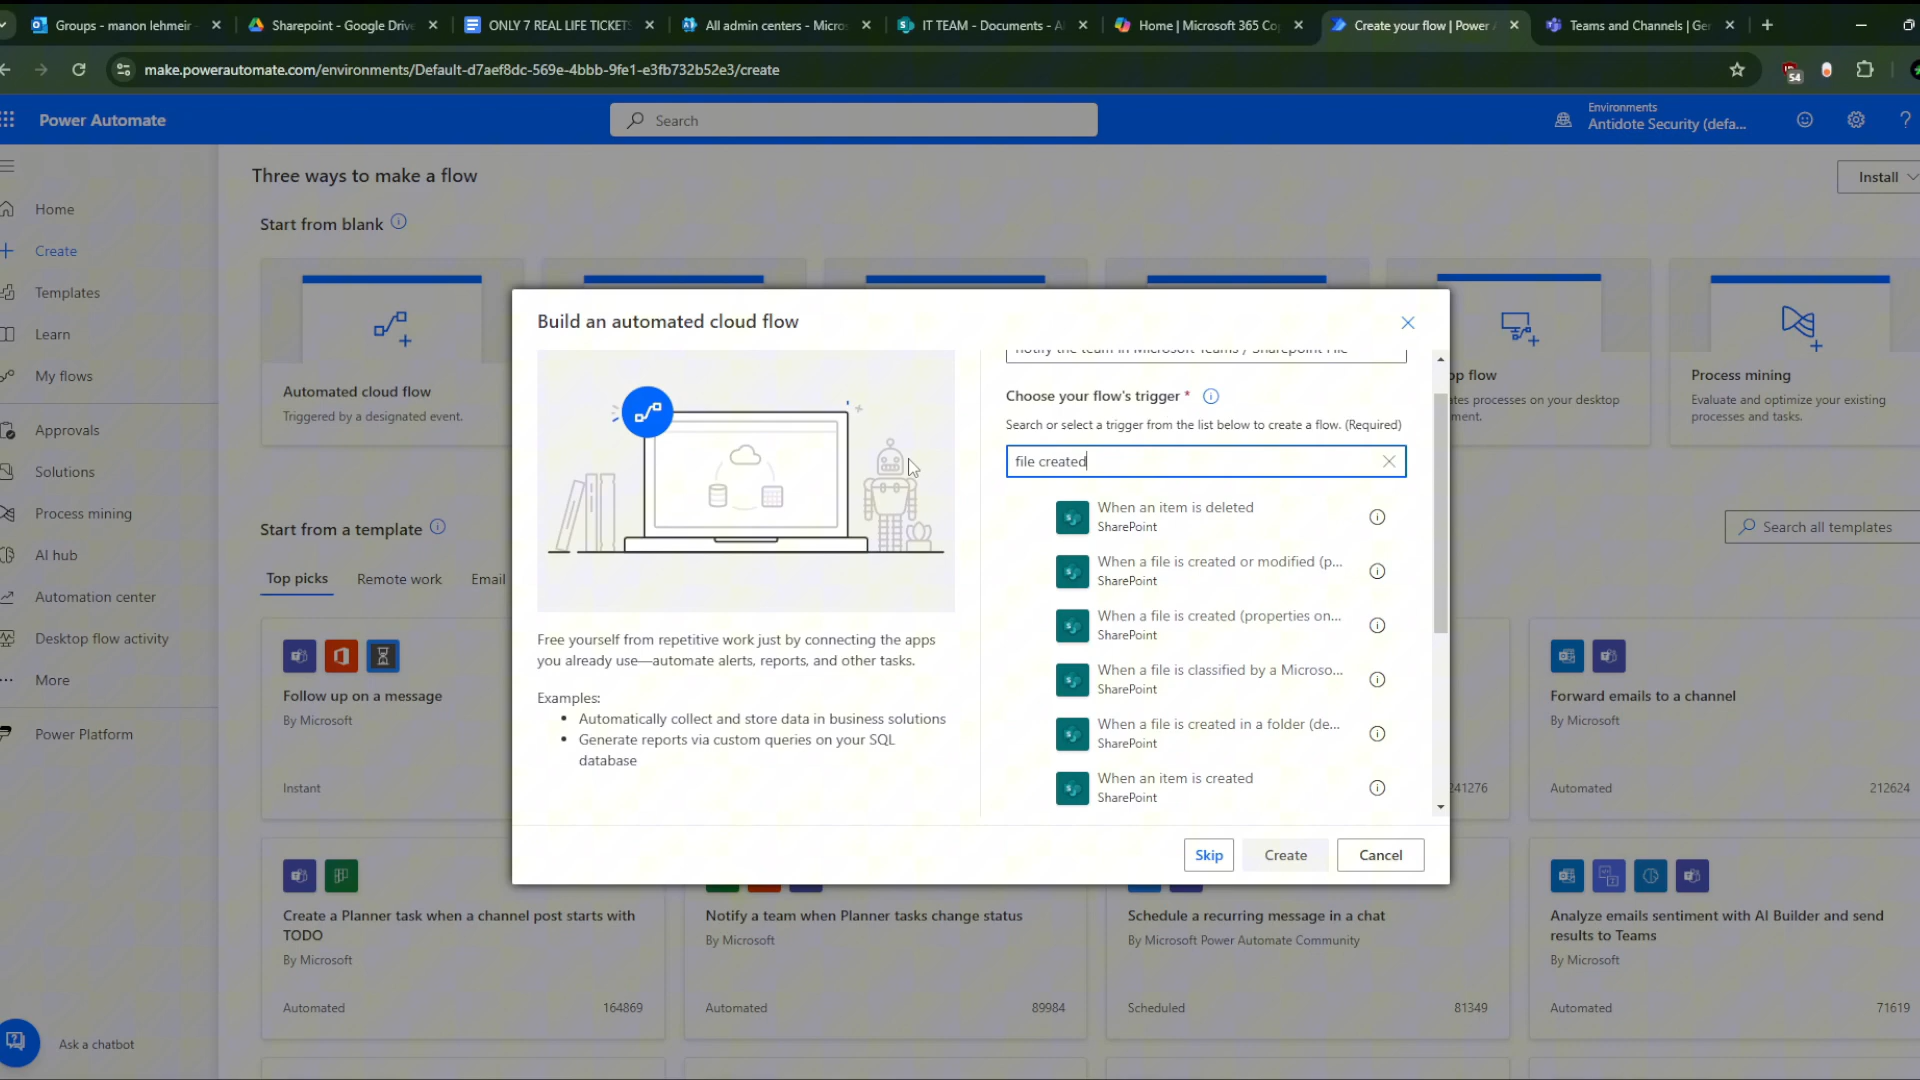 Groups - manon lehmeir
Sharepoint - Google Drive
ONLY 7 REAL LIFE TICKETS
All admin centers - Micros
IT TEAM - Documents - A
Home | Microsoft 365 Co
Create your flow | Power A
Teams and Channels | Ger
make.powerautomate.com/environments/Default-d7aef8dc-569e-4bbb-9fe1-e3fb732b52e3/create
54
Power Automate
Search
Environments
Antidote Security (defa...
Three ways to make a flow
Install
Start from blank
Home
Create
Templates
Learn
My flows
Approvals
Solutions
Process mining
AI hub
Automation center
Desktop flow activity
More
Power Platform
Ask a chatbot
Automated cloud flow
Triggered by a designated event.
op flow
ates processes on your desktop
ment.
Process mining
Evaluate and optimize your existing
processes and tasks.
Build an automated cloud flow
Free yourself from repetitive work just by connecting the apps
you already use—automate alerts, reports, and other tasks.
Examples:
Automatically collect and store data in business solutions
Generate reports via custom queries on your SQL
database
notify the team in Microsoft Teams / Sharepoint File
Choose your flow's trigger *
Search or select a trigger from the list below to create a flow. (Required)
file created
When an item is deleted
SharePoint
When a file is created or modified (p...
SharePoint
When a file is created (properties on...
SharePoint
When a file is classified by a Microso...
SharePoint
When a file is created in a folder (de...
SharePoint
When an item is created
SharePoint
Skip
Create
Cancel
Start from a template
Search all templates
Top picks
Remote work
Email
Follow up on a message
By Microsoft
Instant
241276
Forward emails to a channel
By Microsoft
Automated
212624
Create a Planner task when a channel post starts with
TODO
By Microsoft
Automated
164869
Notify a team when Planner tasks change status
By Microsoft
Automated
89984
Schedule a recurring message in a chat
By Microsoft Power Automate Community
Scheduled
81349
Analyze emails sentiment with AI Builder and send
results to Teams
By Microsoft
Automated
71619